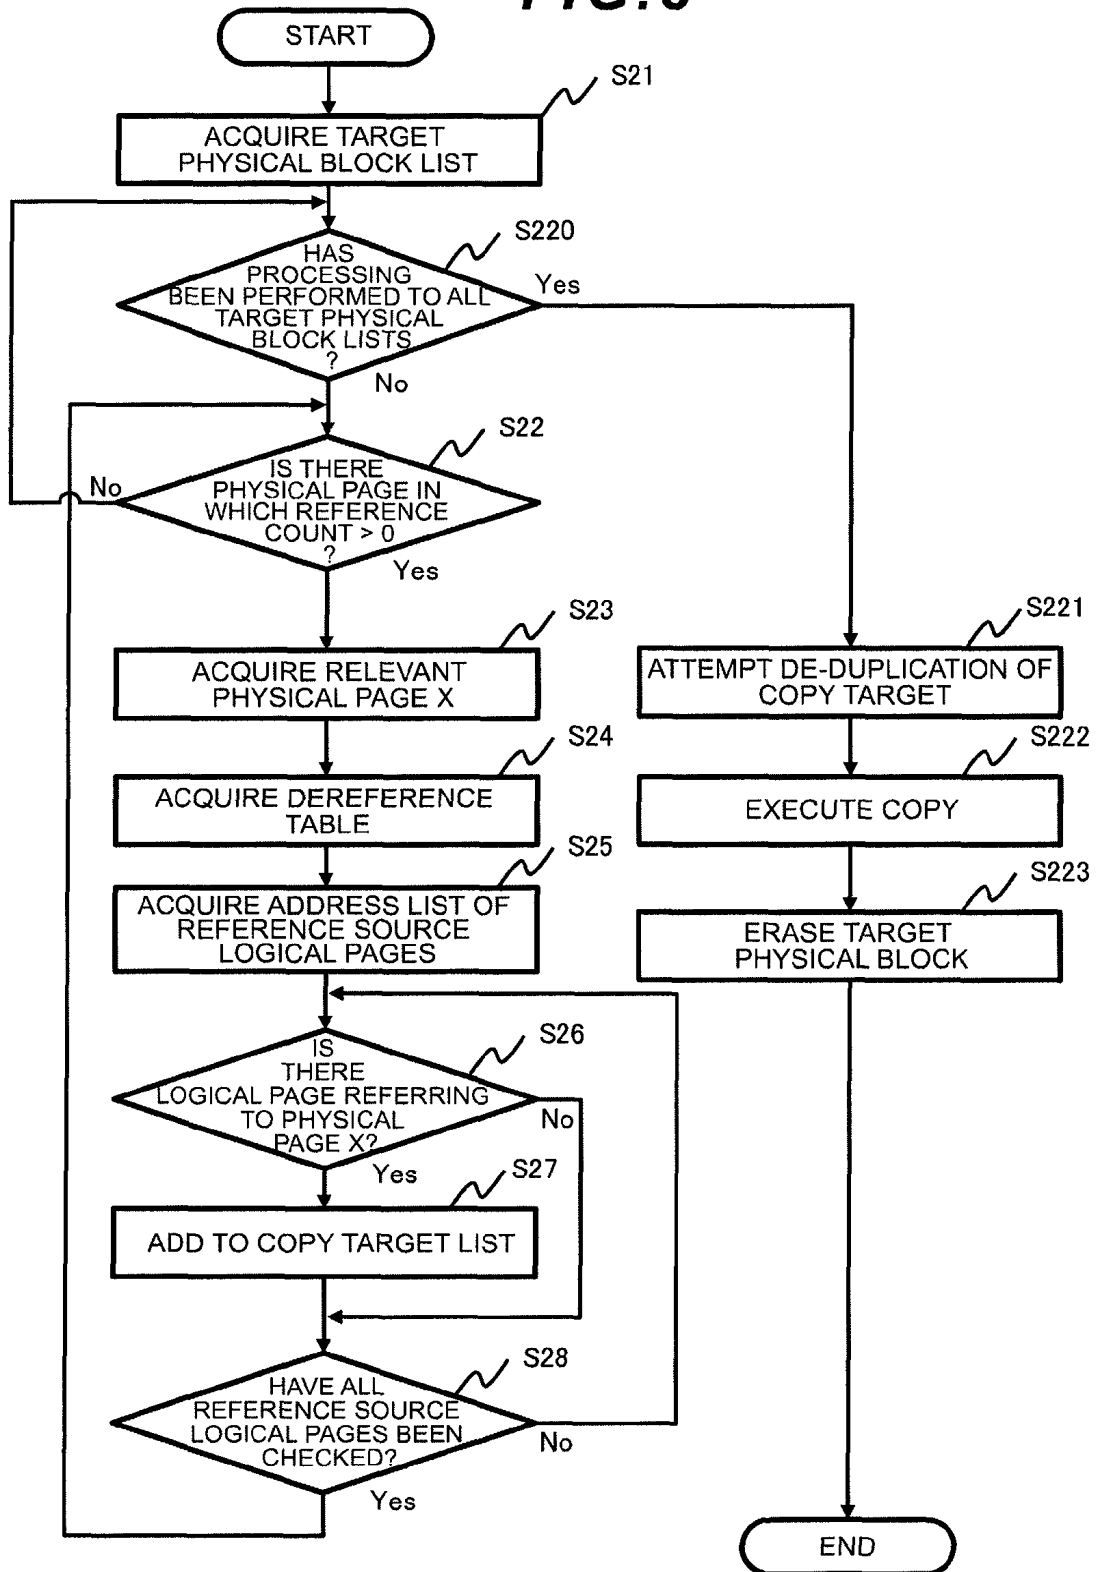 START
S21
ACQUIRE TARGET
PHYSICAL BLOCK LIST
S220
HAS
PROCESSING
BEEN PERFORMED TO ALL
TARGET PHYSICAL
BLOCK LISTS
?
Yes
No
S22
IS THERE
PHYSICAL PAGE IN
WHICH REFERENCE
COUNT > 0
?
No
Yes
S23
ACQUIRE RELEVANT
PHYSICAL PAGE X
S24
ACQUIRE DEREFERENCE
TABLE
S25
ACQUIRE ADDRESS LIST OF
REFERENCE SOURCE
LOGICAL PAGES
S26
IS
THERE
LOGICAL PAGE REFERRING
TO PHYSICAL
PAGE X?
No
Yes
S27
ADD TO COPY TARGET LIST
S28
HAVE ALL
REFERENCE SOURCE
LOGICAL PAGES BEEN
CHECKED?
No
Yes
S221
ATTEMPT DE-DUPLICATION OF
COPY TARGET
S222
EXECUTE COPY
S223
ERASE TARGET
PHYSICAL BLOCK
END